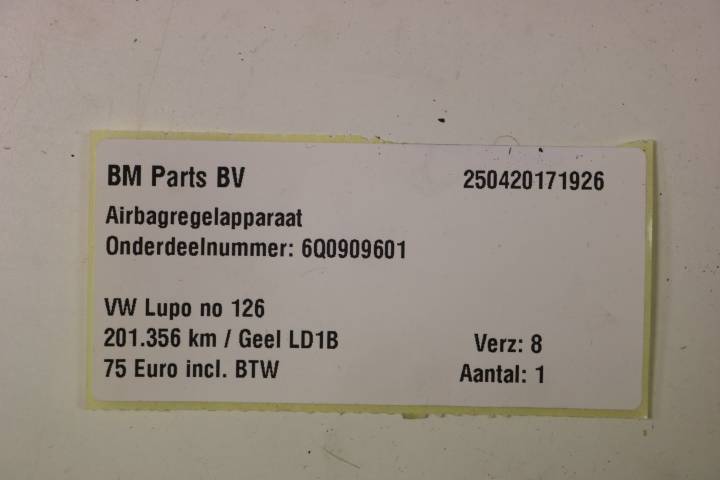 BM Parts BV 250420171926
Airbagregelapparaat
Onderdeelnummer: 6Q0909601
VW Lupo no 126
201.356 km / Geel LD1B Verz: 8
75 Euro incl. BTW Aantal: 1